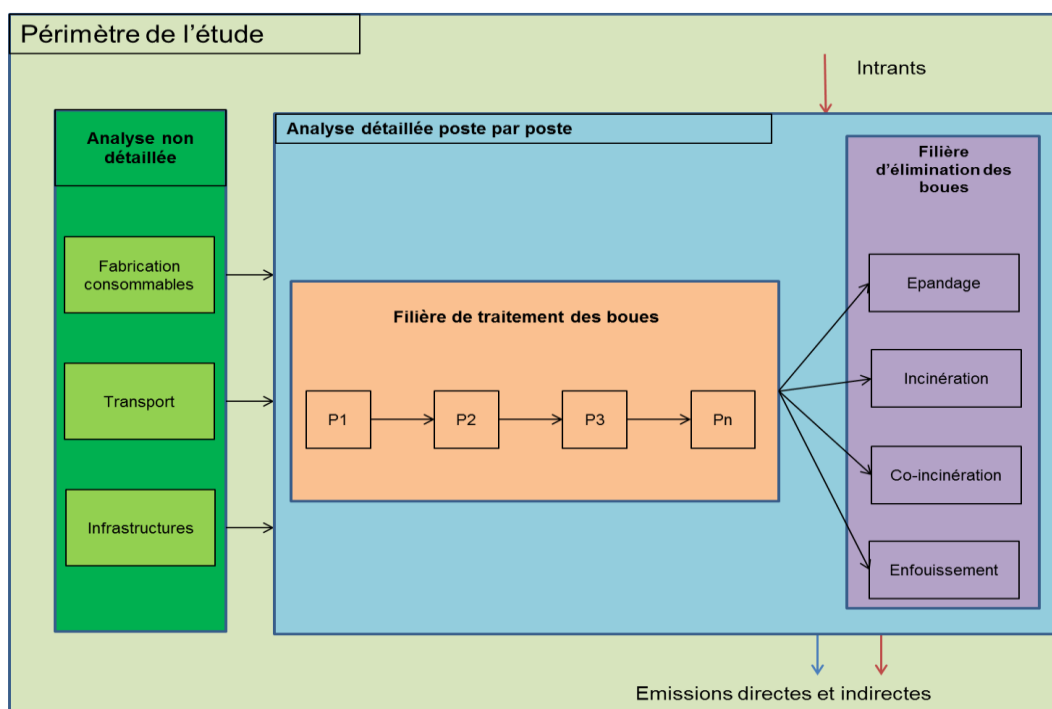 Périmètre de l'étude
Intrants
Analyse non
détaillée
Fabrication
consommables
Transport
Infrastructures
Analyse détaillée poste par poste
Filière de traitement des boues
P1
P2
P3
Pn
Filière
d'élimination des
boues
Epandage
Incinération
Co-incinération
Enfouissement
Emissions directes et indirectes